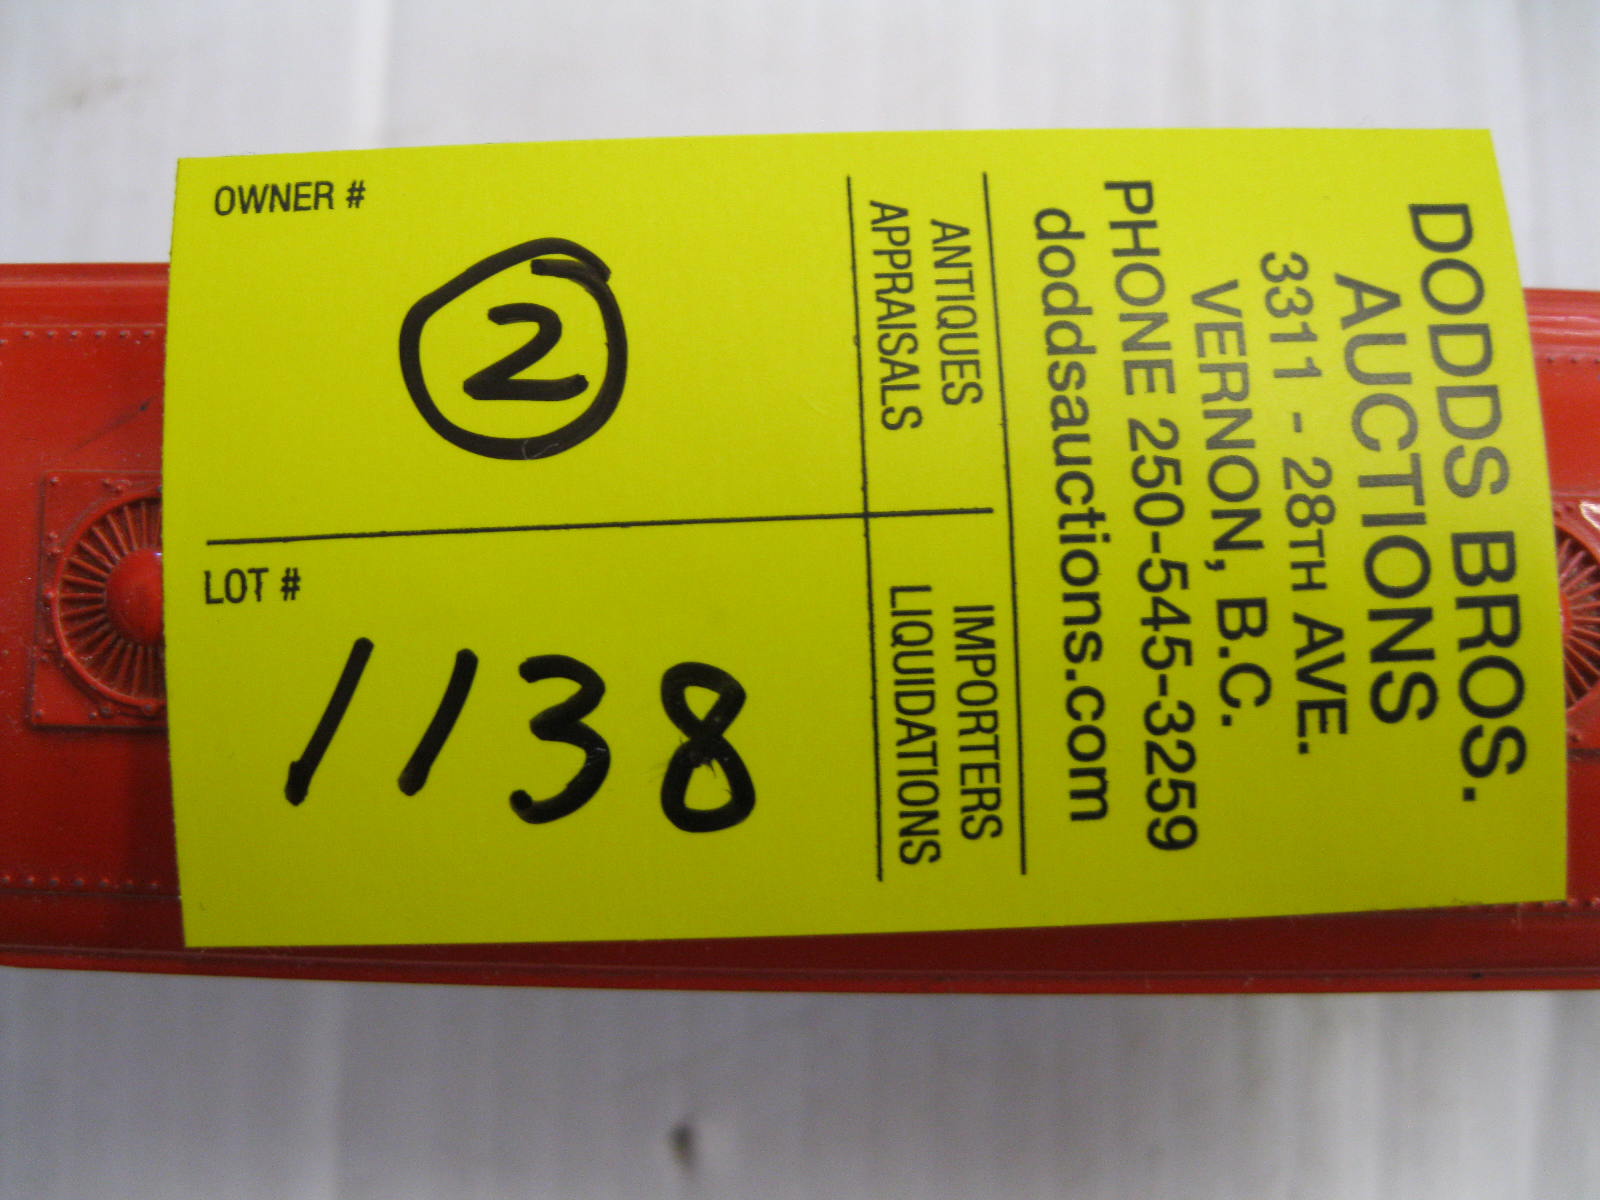 DODDS BROS.
AUCTIONS
3311 - 28TH AVE.
VERNON, B.C.
PHONE 250-545-3259
doddsauctions.com
ANTIQUES
APPRAISALS
IMPORTERS
LIQUIDATIONS
OWNER #
2
LOT #
1138